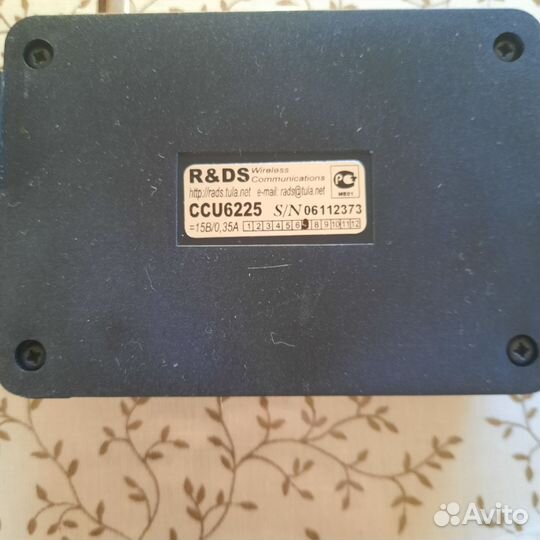 R&DS Wireless Communications
http://rads.tula.net e-mail: rads@tula.net
МЕ01
CCU6225 S/N 06112373
=15В/0,35А 1 2 3 4 5 6 8 9 10 11 12
Avito